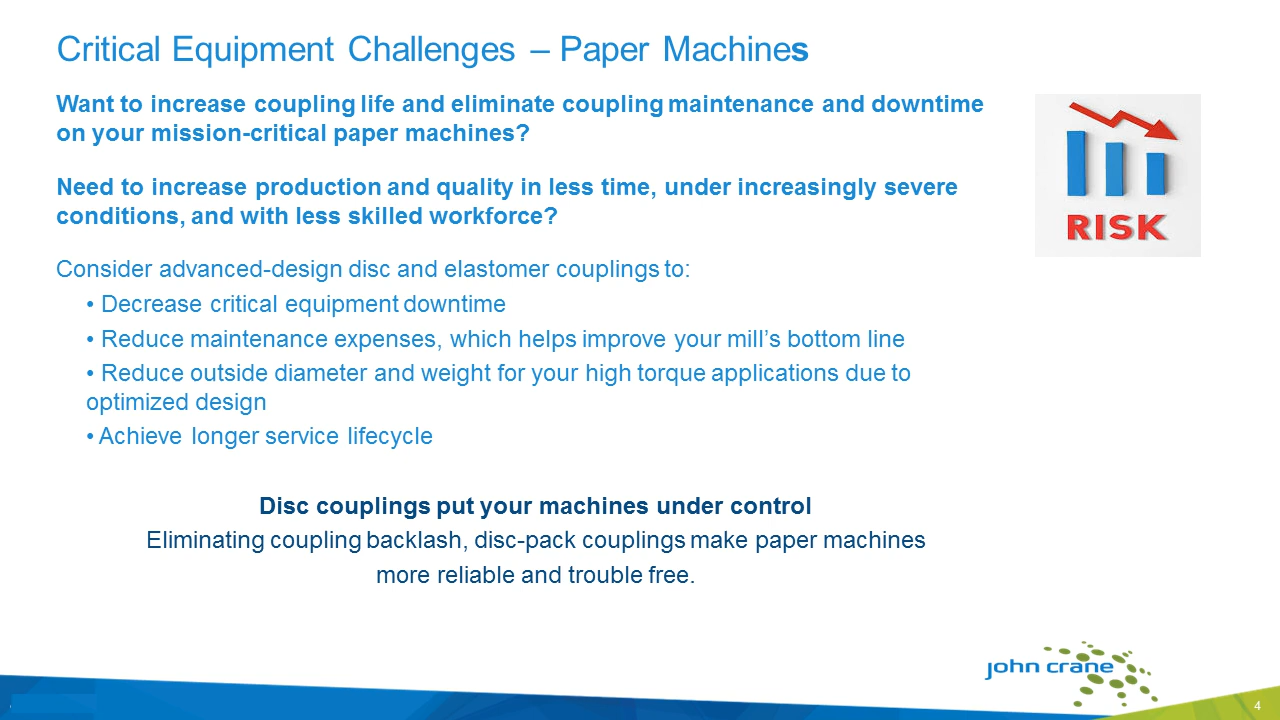 Critical Equipment Challenges – Paper Machines
Want to increase coupling life and eliminate coupling maintenance and downtime
on your mission-critical paper machines?
RISK
Need to increase production and quality in less time, under increasingly severe
conditions, and with less skilled workforce?
Consider advanced-design disc and elastomer couplings to:
• Decrease critical equipment downtime
• Reduce maintenance expenses, which helps improve your mill’s bottom line
• Reduce outside diameter and weight for your high torque applications due to
optimized design
• Achieve longer service lifecycle
Disc couplings put your machines under control
Eliminating coupling backlash, disc-pack couplings make paper machines
more reliable and trouble free.
john crane
4